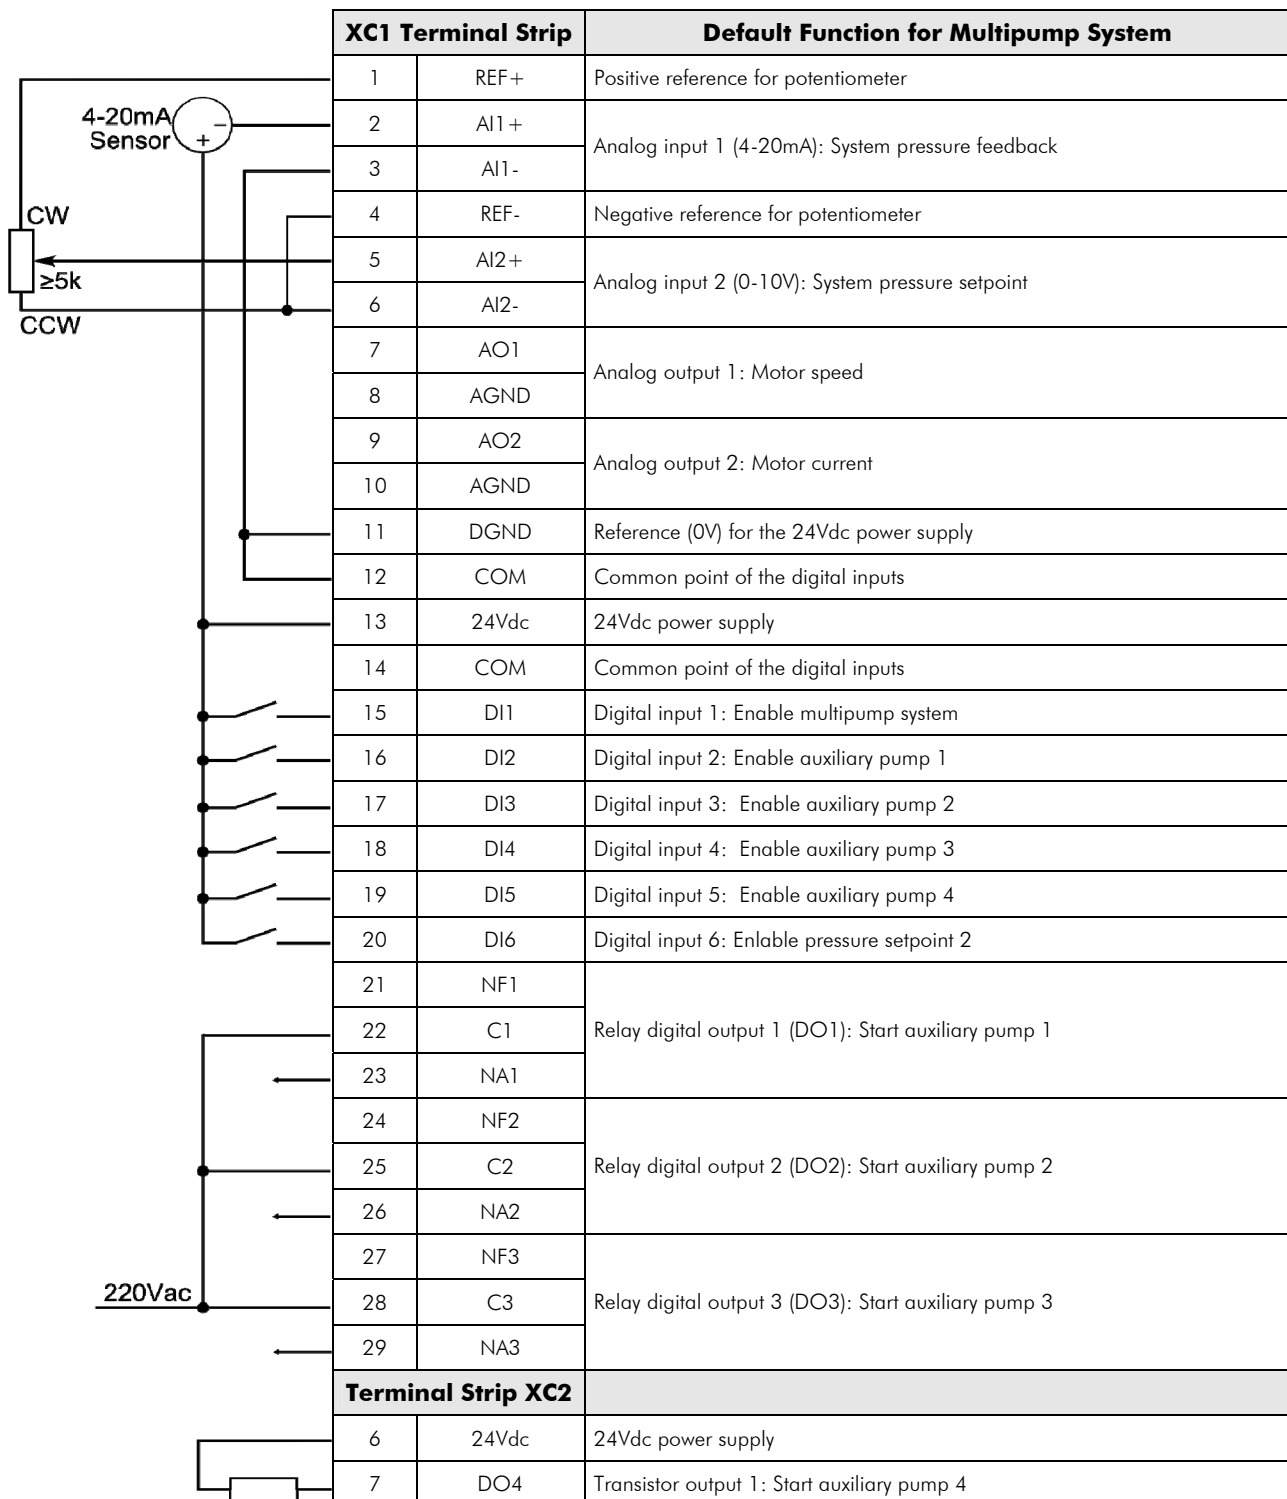 XC1 Terminal Strip Default Function for Multipump System
1 REF+ Positive reference for potentiometer
4-20mA
Sensor
+
−
2 AI1+
Analog input 1 (4-20mA): System pressure feedback
3 AI1-
CW
4 REF- Negative reference for potentiometer
5 AI2+
≥5k
Analog input 2 (0-10V): System pressure setpoint
6 AI2-
CCW
7 AO1
Analog output 1: Motor speed
8 AGND
9 AO2
Analog output 2: Motor current
10 AGND
11 DGND Reference (0V) for the 24Vdc power supply
12 COM Common point of the digital inputs
13 24Vdc 24Vdc power supply
14 COM Common point of the digital inputs
15 DI1 Digital input 1: Enable multipump system
16 DI2 Digital input 2: Enable auxiliary pump 1
17 DI3 Digital input 3: Enable auxiliary pump 2
18 DI4 Digital input 4: Enable auxiliary pump 3
19 DI5 Digital input 5: Enable auxiliary pump 4
20 DI6 Digital input 6: Enlable pressure setpoint 2
21 NF1
22 C1 Relay digital output 1 (DO1): Start auxiliary pump 1
23 NA1
24 NF2
25 C2 Relay digital output 2 (DO2): Start auxiliary pump 2
26 NA2
27 NF3
220Vac
28 C3 Relay digital output 3 (DO3): Start auxiliary pump 3
29 NA3
Terminal Strip XC2
6 24Vdc 24Vdc power supply
7 DO4 Transistor output 1: Start auxiliary pump 4